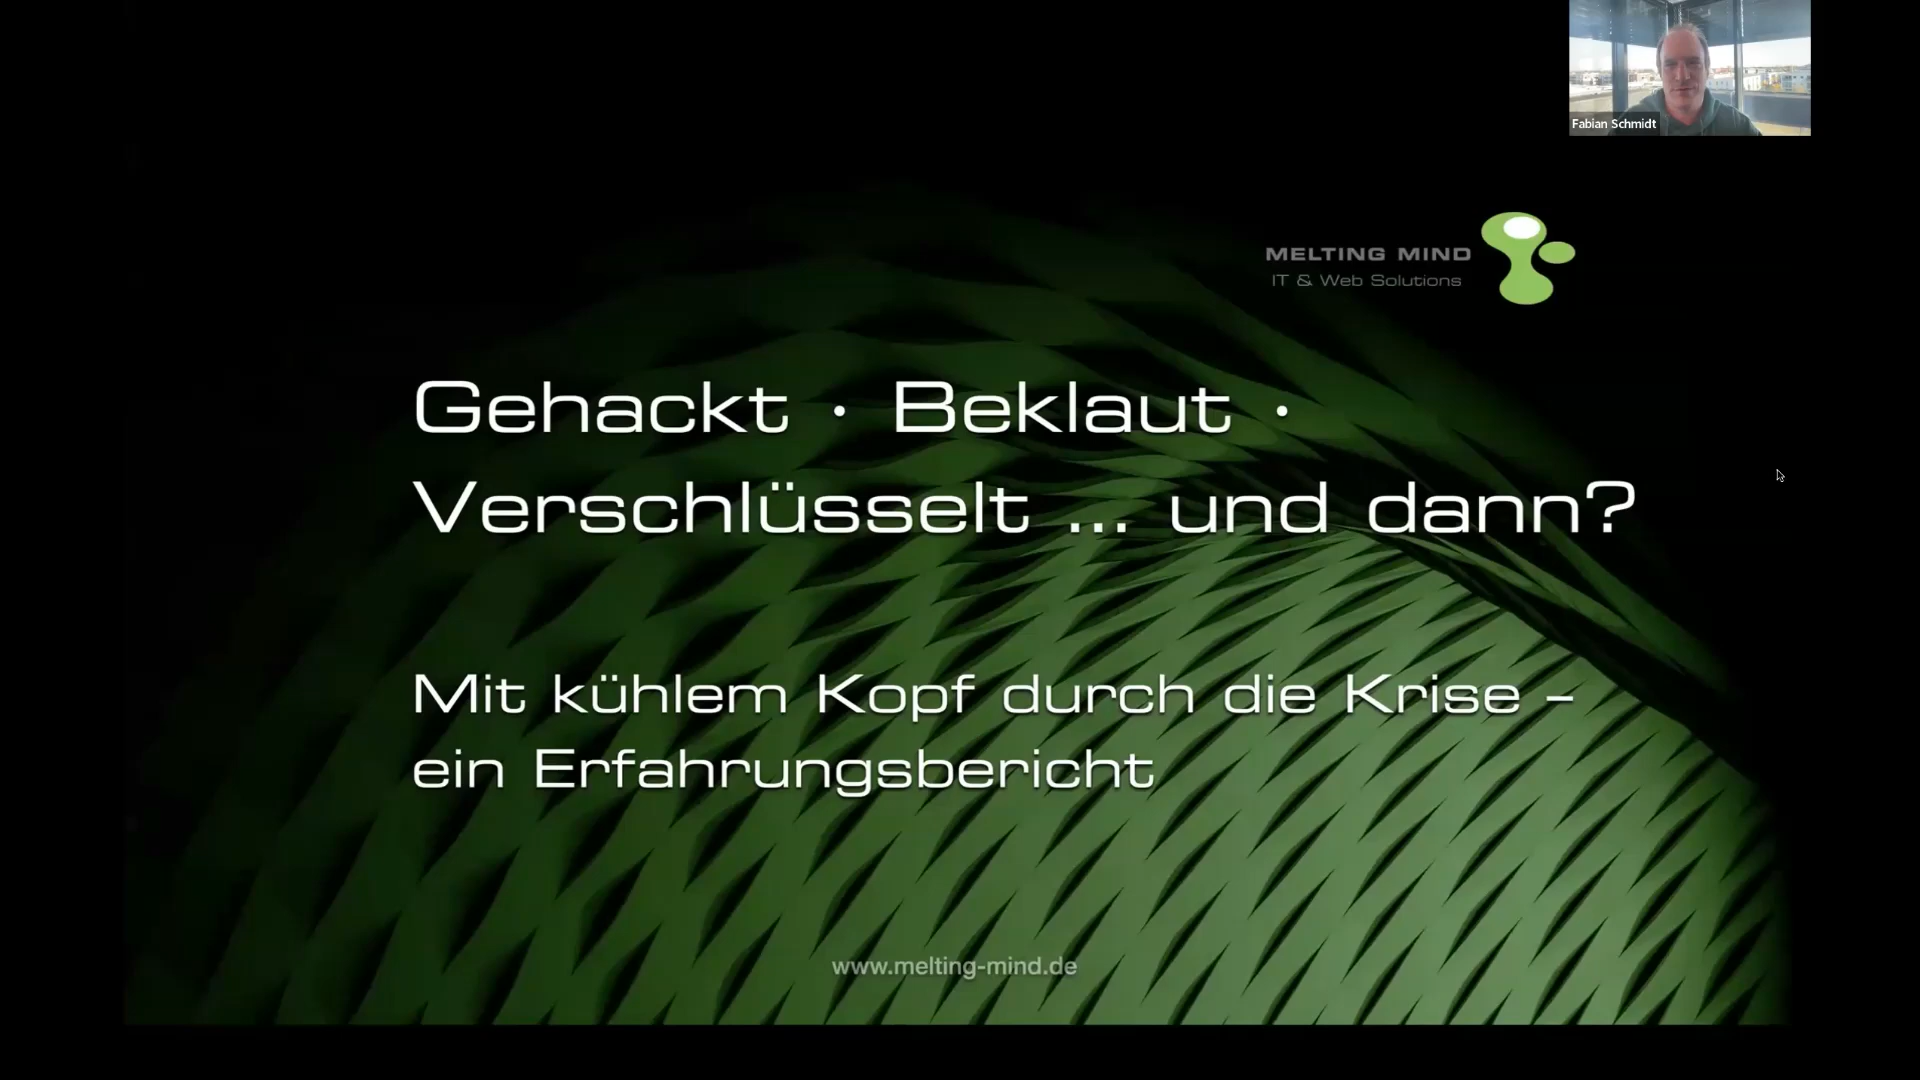 Fabian Schmidt
MELTING MIND
IT & Web Solutions
Gehackt · Beklaut ·
Verschlüsselt ... und dann?
Mit kühlem Kopf durch die Krise –
ein Erfahrungsbericht
www.melting-mind.de